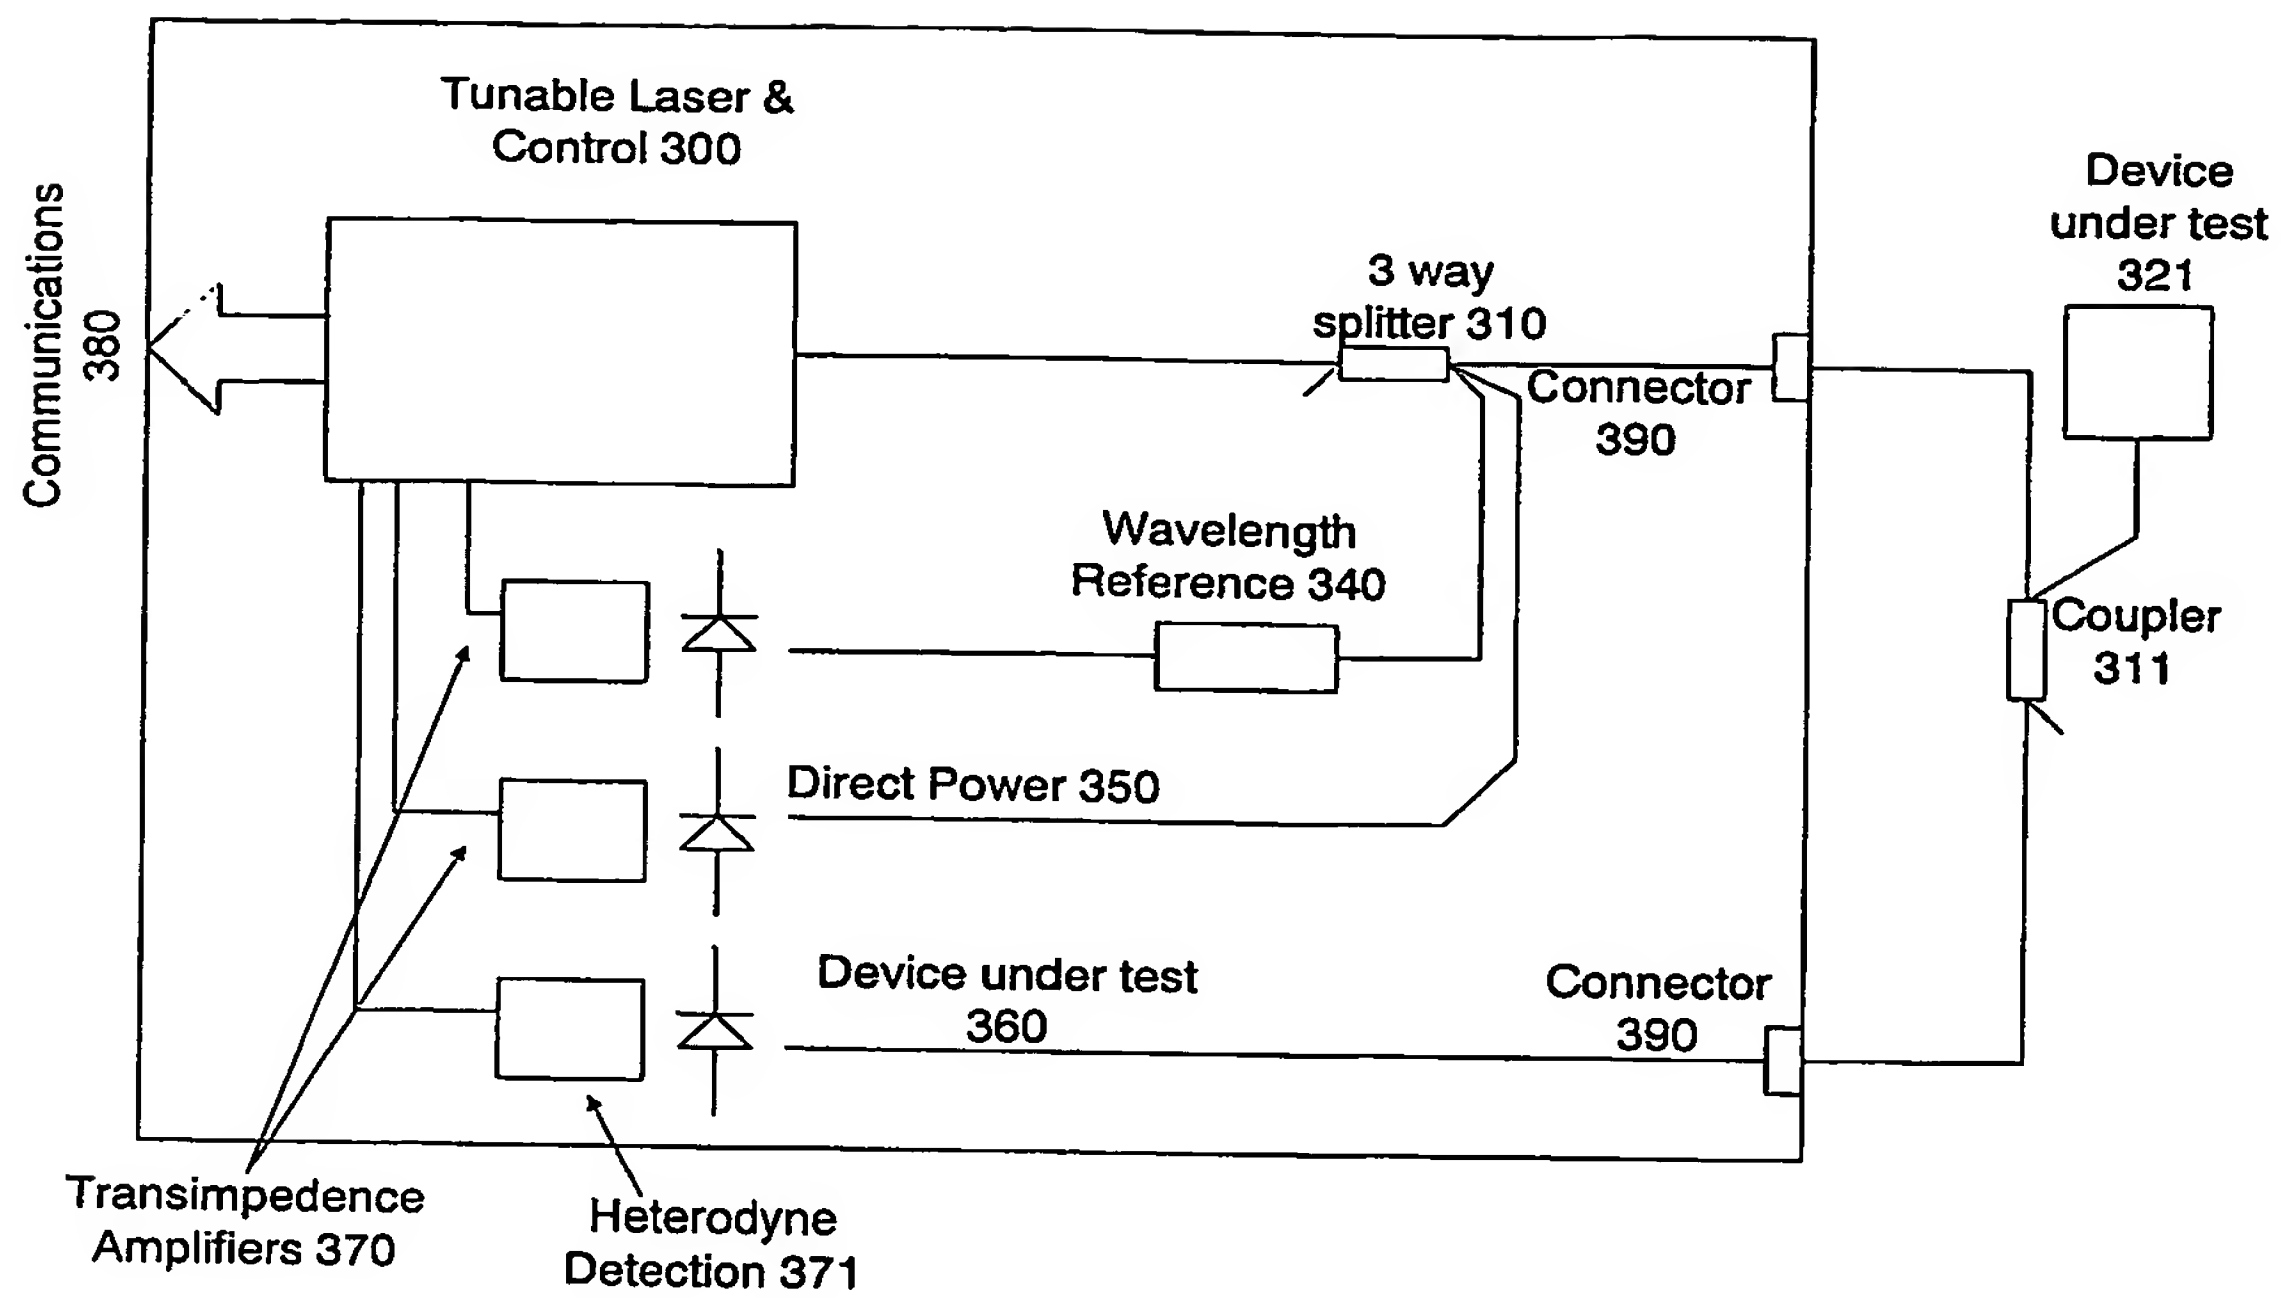 Tunable Laser &
Control 300
Communications
380
Device
under test
321
3 way
splitter 310
Connector
390
Wavelength
Reference 340
Coupler
311
Direct Power 350
Device under test
360
Connector
390
Transimpedence
Amplifiers 370
Heterodyne
Detection 371